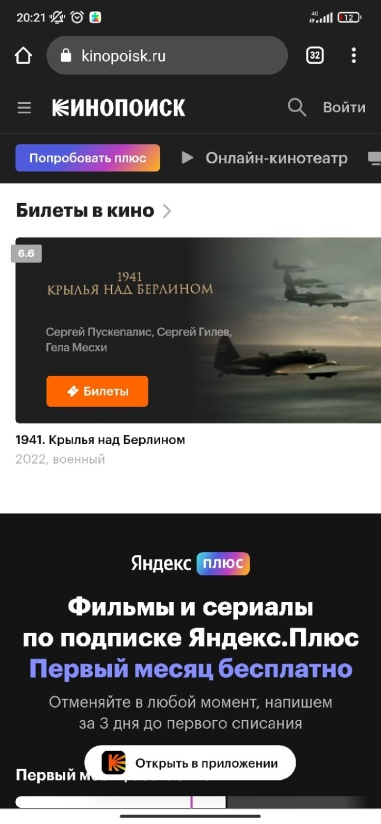 20:21
4G
12
kinopoisk.ru
32
КИНОПОИСК
Войти
Попробовать плюс
Онлайн-кинотеатр
Билеты в кино
6.6
1941
КРЫЛЬЯ НАД БЕРЛИНОМ
Сергей Пускепалис, Сергей Гилев,
Гела Месхи
Билеты
1941. Крылья над Берлином
2022, военный
Яндекс плюс
Фильмы и сериалы
по подписке Яндекс.Плюс
Первый месяц бесплатно
Отменяйте в любой момент, напишем
за 3 дня до первого списания
Открыть в приложении
Первый